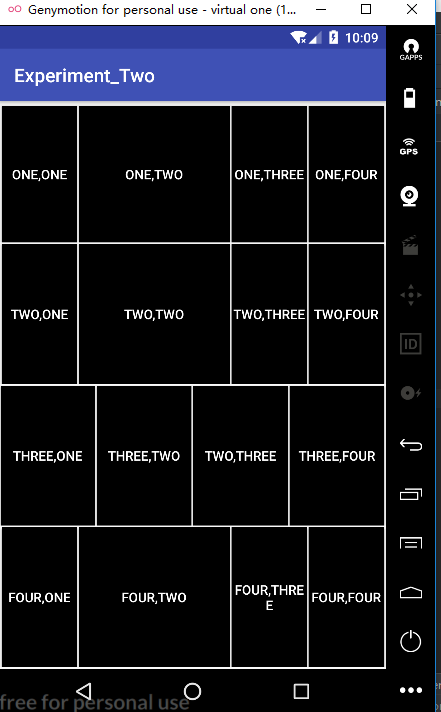 Genymotion for personal use - virtual one (1...
10:09
GAPPS
Experiment_Two
GPS
ONE,ONE ONE,TWO ONE,THREE ONE,FOUR
TWO,ONE TWO,TWO TWO,THREE TWO,FOUR
ID
THREE,ONE THREE,TWO TWO,THREE THREE,FOUR
FOUR,ONE FOUR,TWO FOUR,THRE
E FOUR,FOUR
free for personal use